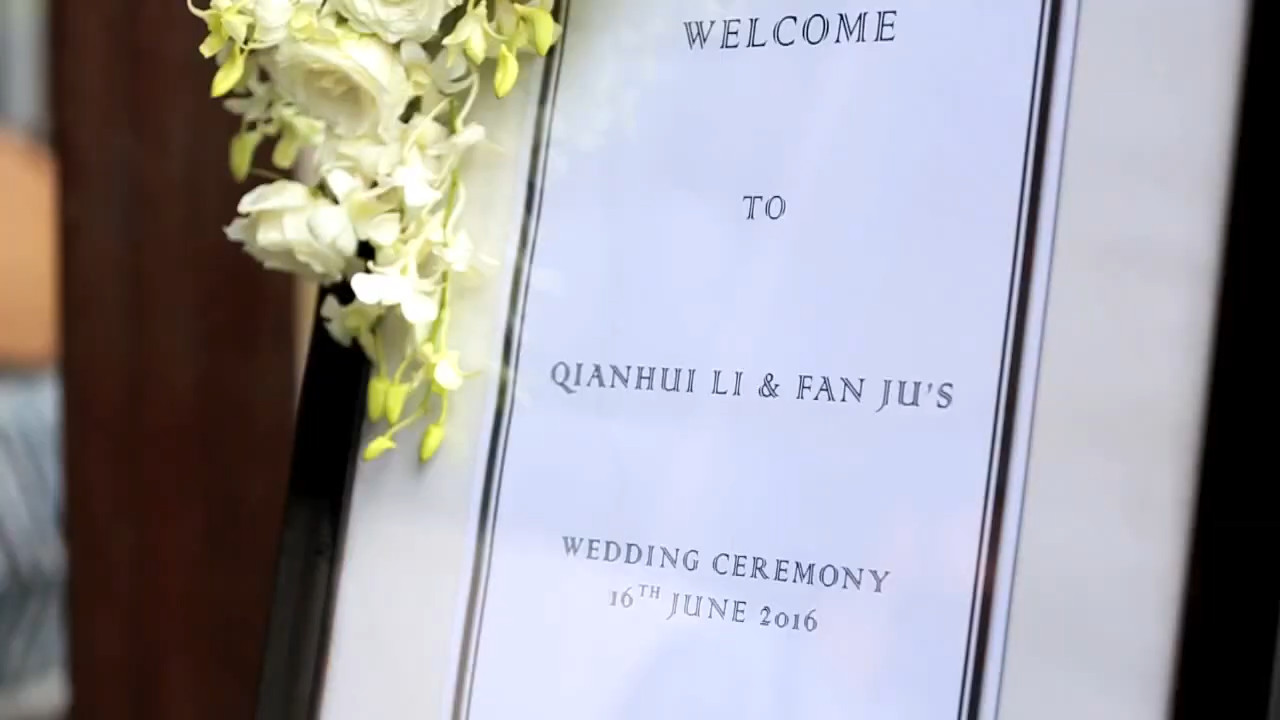 WELCOME
TO
QIANHUI LI & FAN JU'S
WEDDING CEREMONY
16TH JUNE 2016